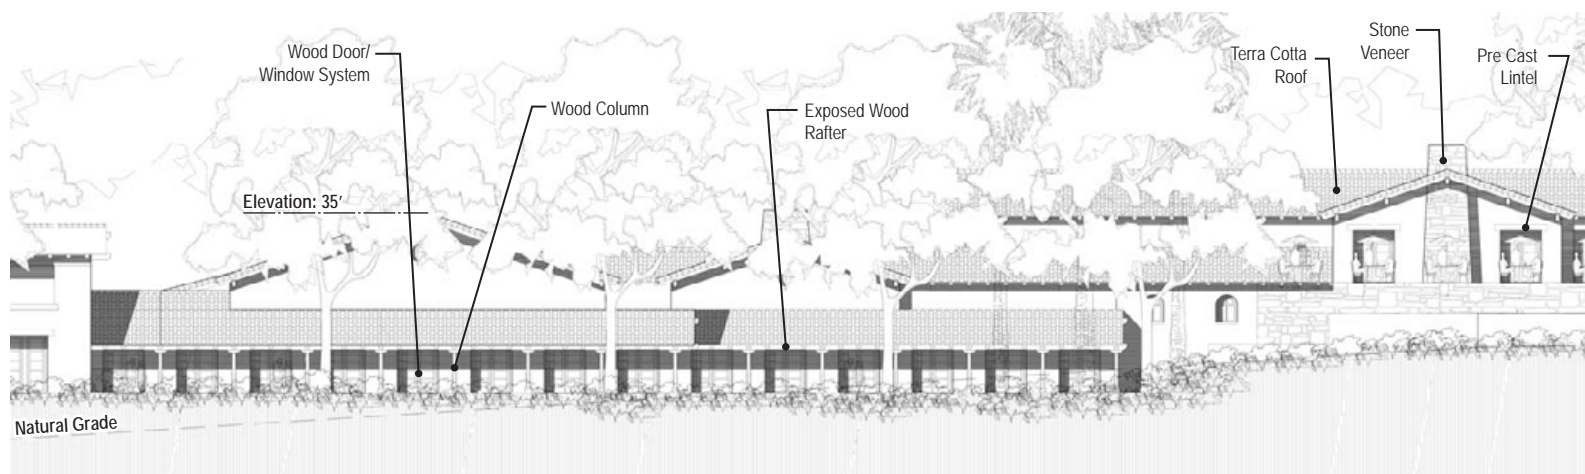 Wood Door/
Window System
Wood Column
Exposed Wood
Rafter
Terra Cotta
Roof
Stone
Veneer
Pre Cast
Lintel
Elevation: 35′
Natural Grade